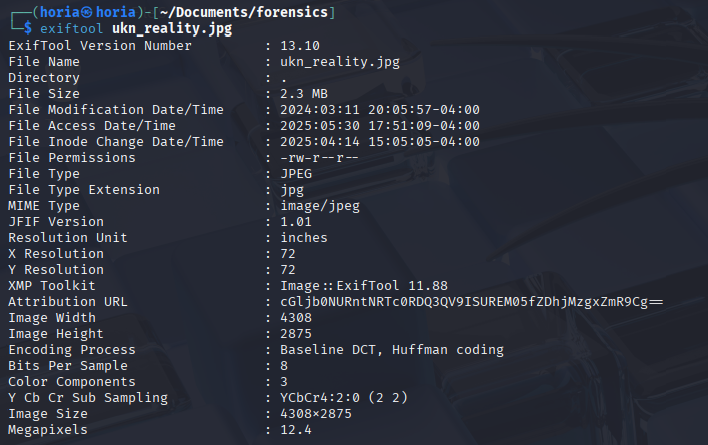 ┌──(horia㉿horia)-[~/Documents/forensics]
└─$ exiftool ukn_reality.jpg
ExifTool Version Number         : 13.10
File Name                       : ukn_reality.jpg
Directory                       : .
File Size                       : 2.3 MB
File Modification Date/Time     : 2024:03:11 20:05:57-04:00
File Access Date/Time           : 2025:05:30 17:51:09-04:00
File Inode Change Date/Time     : 2025:04:14 15:05:05-04:00
File Permissions                : -rw-r--r--
File Type                       : JPEG
File Type Extension             : jpg
MIME Type                       : image/jpeg
JFIF Version                    : 1.01
Resolution Unit                 : inches
X Resolution                    : 72
Y Resolution                    : 72
XMP Toolkit                     : Image::ExifTool 11.88
Attribution URL                 : cGljb0NURntNRTc0RDQ3QV9ISUREM05fZDhjMzgxZmR9Cg==
Image Width                     : 4308
Image Height                    : 2875
Encoding Process                : Baseline DCT, Huffman coding
Bits Per Sample                 : 8
Color Components                : 3
Y Cb Cr Sub Sampling            : YCbCr4:2:0 (2 2)
Image Size                      : 4308×2875
Megapixels                      : 12.4